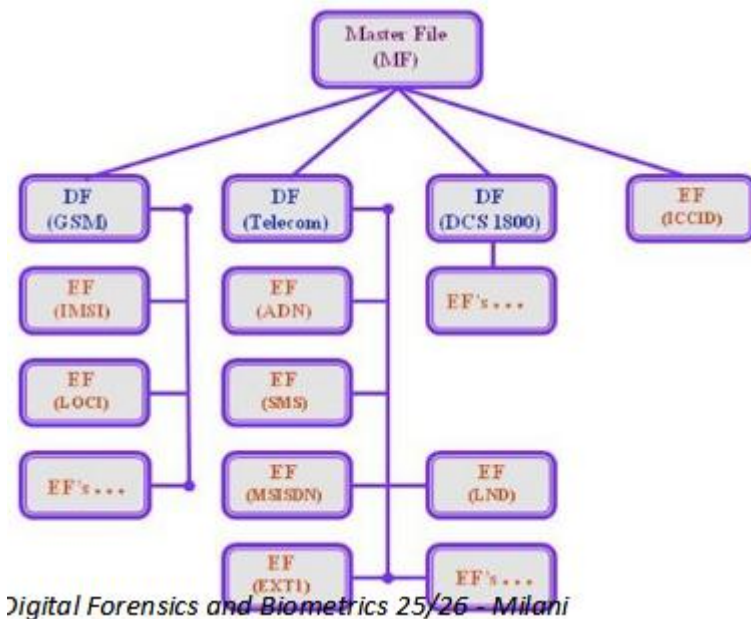 Master File
(MF)
DF
(GSM)
DF
(Telecom)
DF
(DCS 1800)
EF
(ICCID)
EF
(IMSI)
EF
(ADN)
EF's...
EF
(LOCI)
EF
(SMS)
EF's...
EF
(MSISDN)
EF
(LND)
EF
(EXT1)
EF's...
Digital Forensics and Biometrics 25/26 - Milani